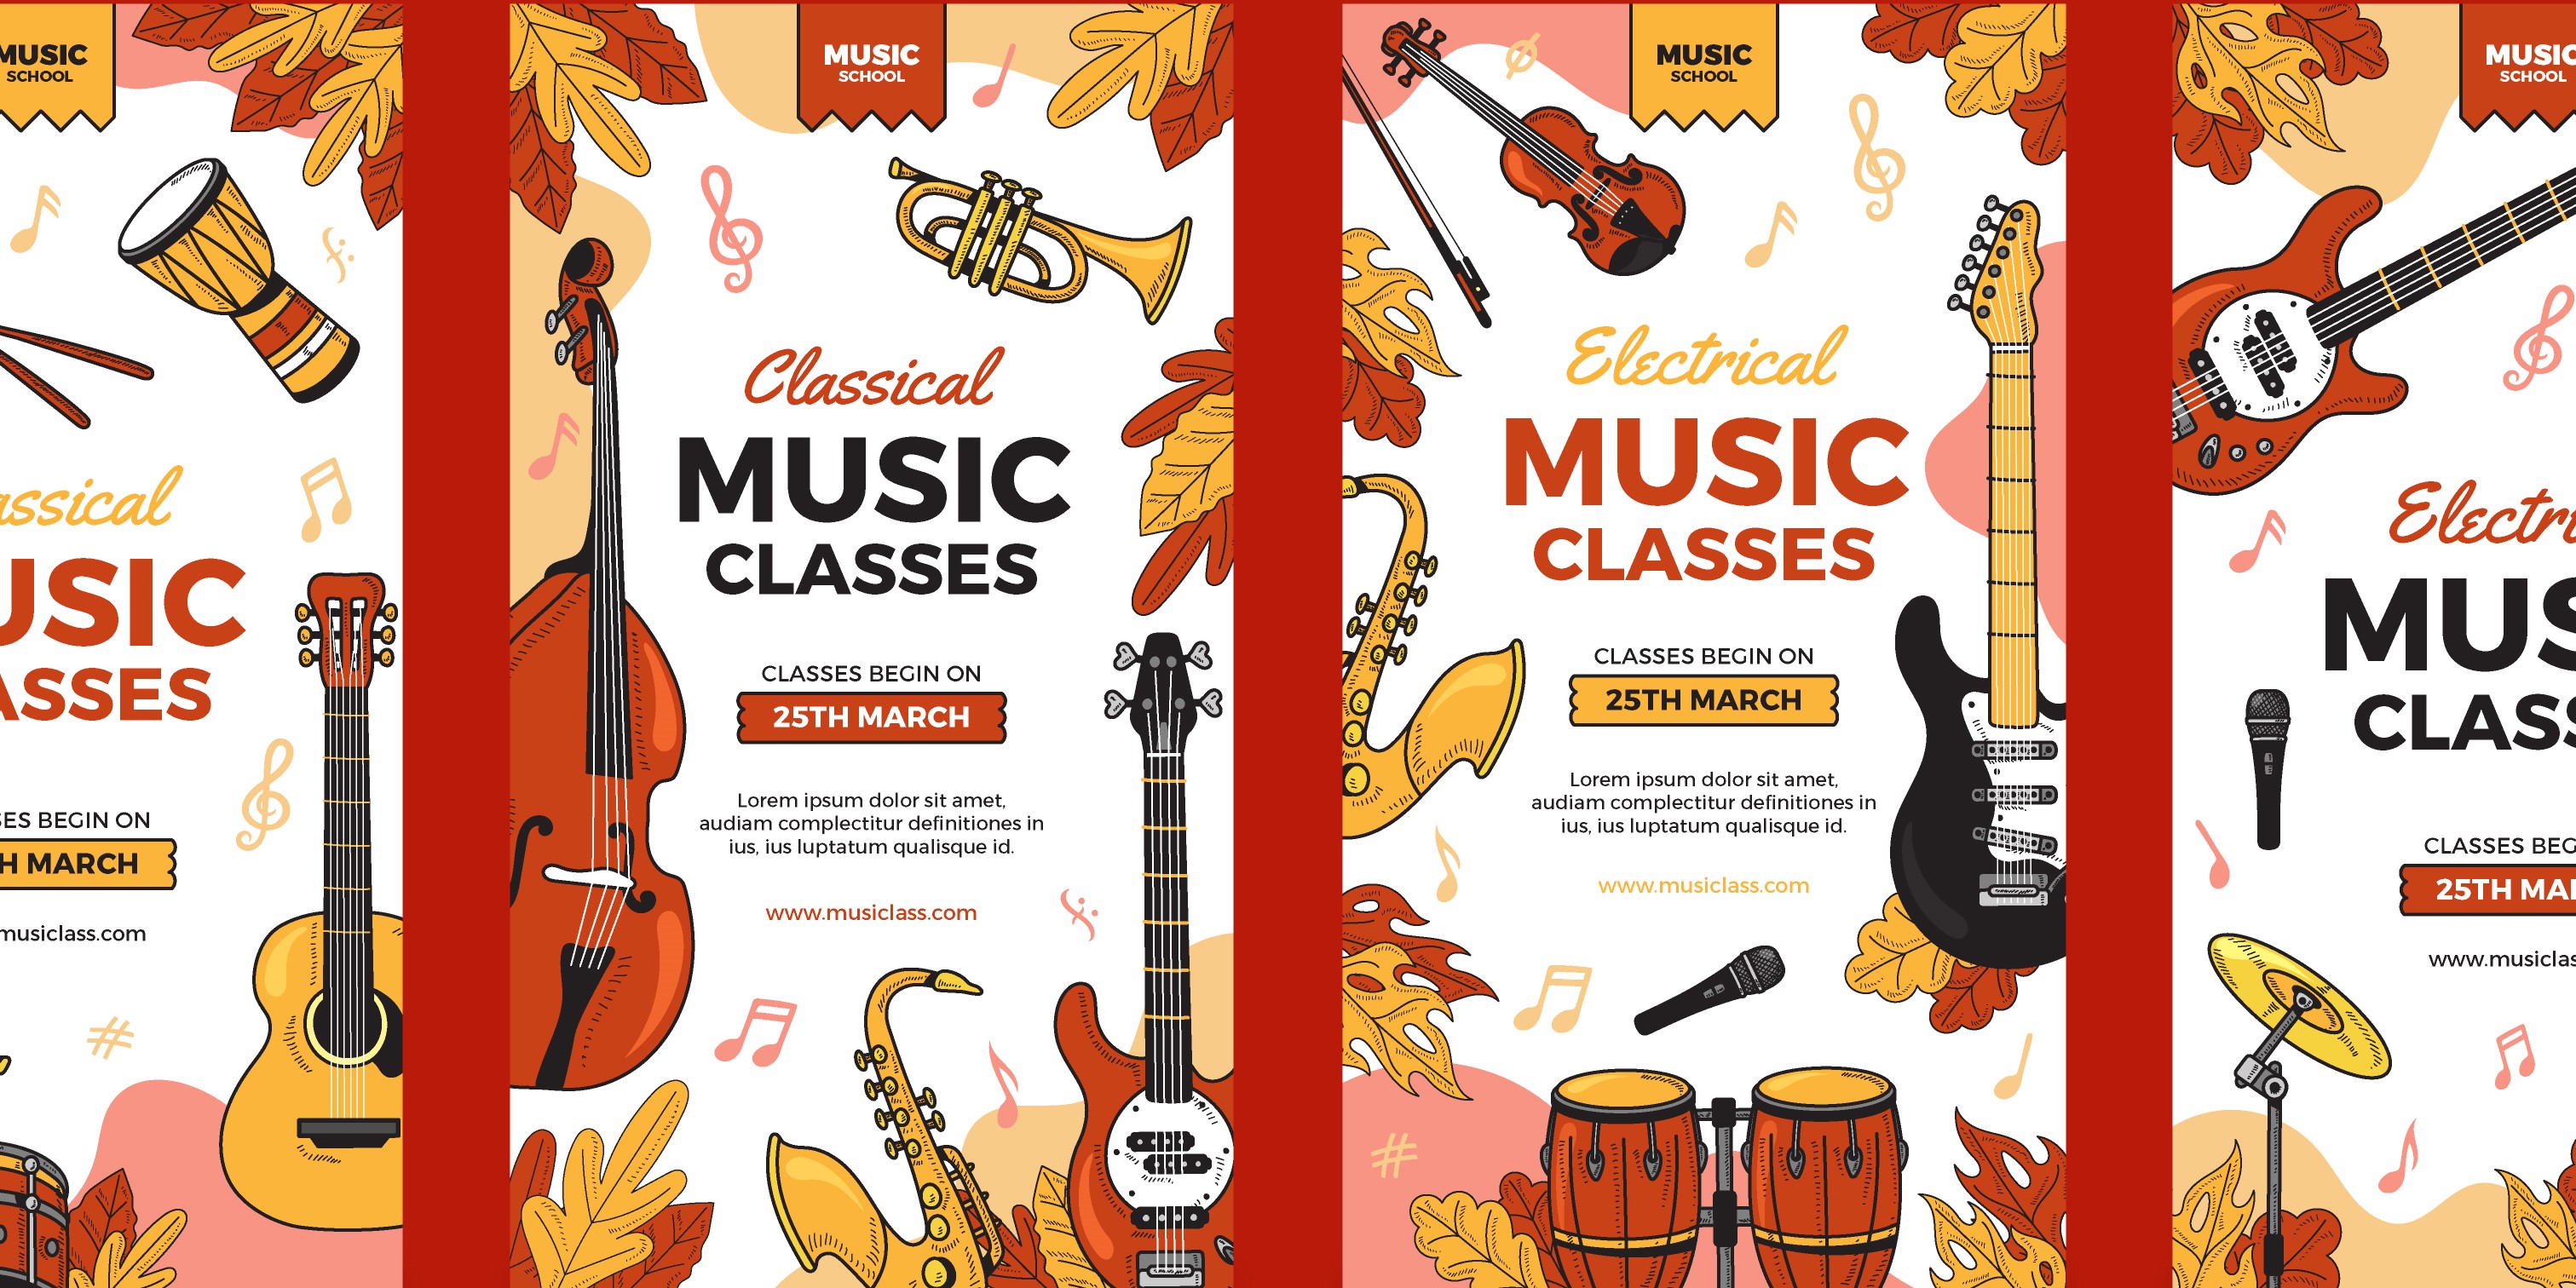 MUSIC
SCHOOL
assical
USIC
ASSES
SES BEGIN ON
H MARCH
musiclass.com
MUSIC
SCHOOL
Classical
MUSIC
CLASSES
CLASSES BEGIN ON
25TH MARCH
Lorem ipsum dolor sit amet,
audiam complectitur definitiones in
ius, ius luptatum qualisque id.
www.musiclass.com
MUSIC
SCHOOL
Electrical
MUSIC
CLASSES
CLASSES BEGIN ON
25TH MARCH
Lorem ipsum dolor sit amet,
audiam complectitur definitiones in
ius, ius luptatum qualisque id.
www.musiclass.com
MUSIC
SCHOOL
Electri
MUS
CLASS
CLASSES BEG
25TH MA
www.musiclas